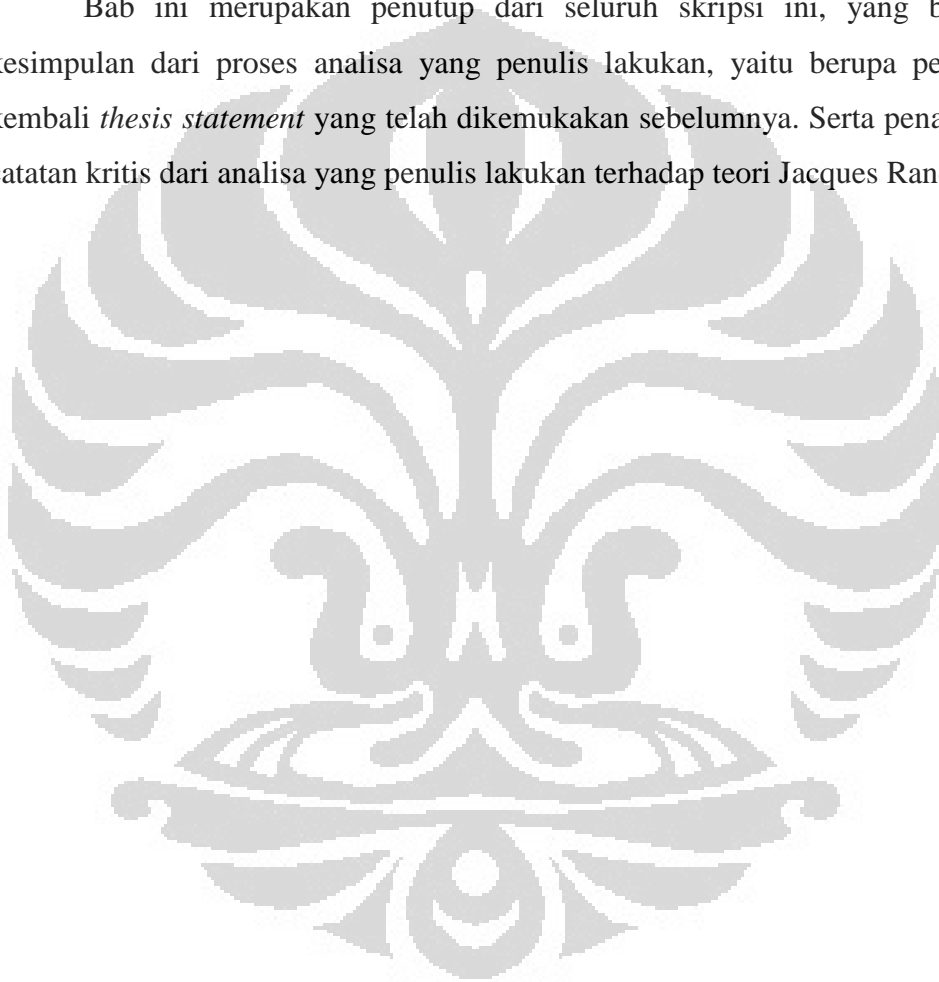 Bab ini merupakan penutup dari seluruh skripsi ini, yang b
kesimpulan dari proses analisa yang penulis lakukan, yaitu berupa pe
kembali thesis statement yang telah dikemukakan sebelumnya. Serta pena
catatan kritis dari analisa yang penulis lakukan terhadap teori Jacques Ran